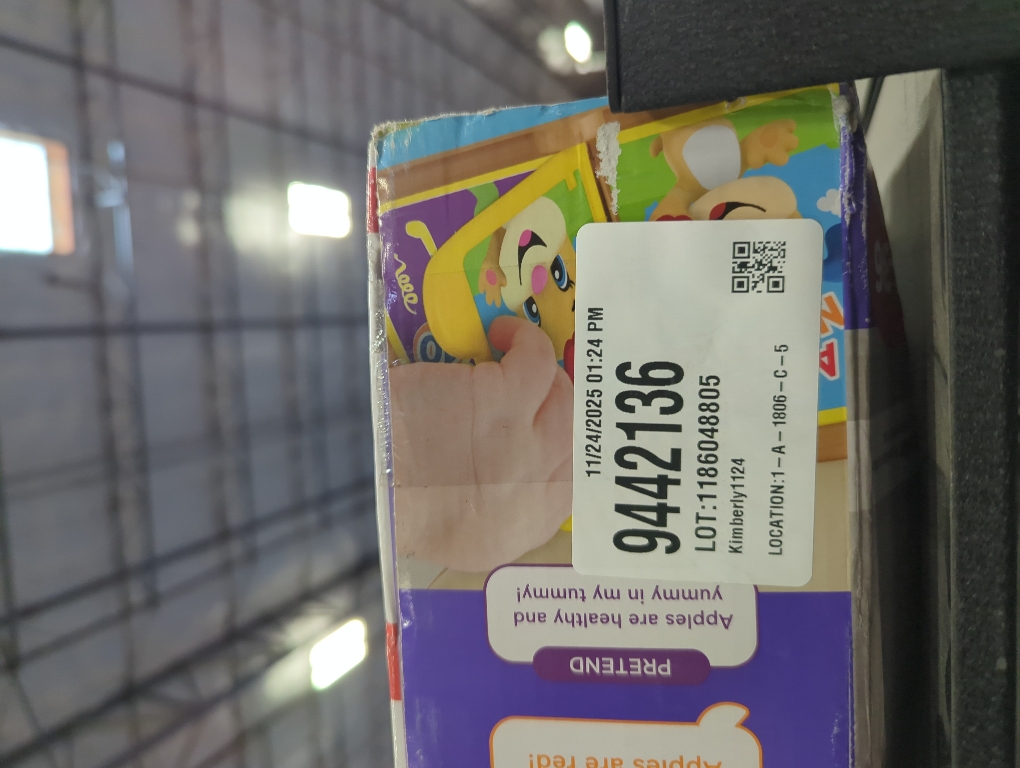 11/24/2025 01:24 PM
9442136
LOT:1186048805
Kimberly1124
LOCATION:1-A-1806-C-5
Apples are red!
PRETEND
Apples are healthy and
yummy in my tummy!